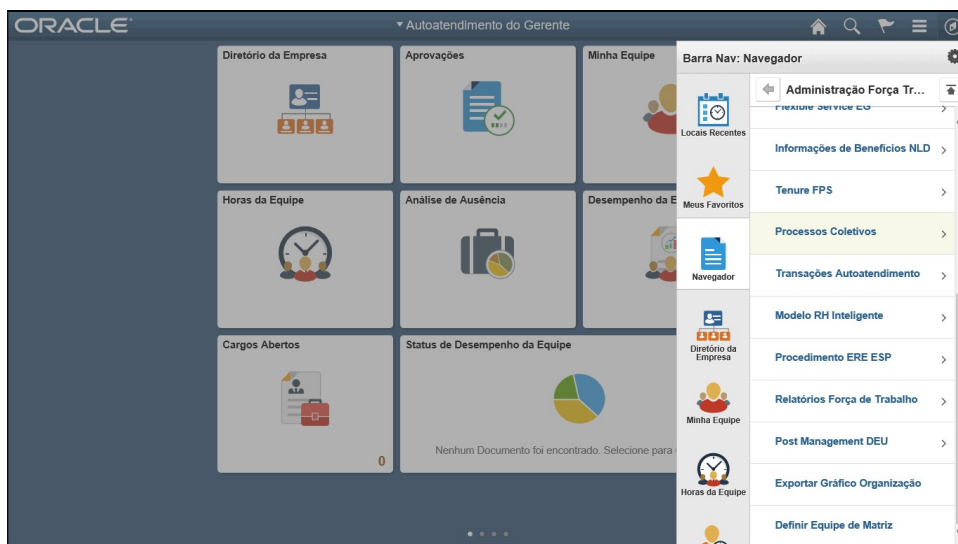 ORACLE
Autoatendimento do Gerente
Diretório da Empresa
Aprovações
Minha Equipe
Horas da Equipe
Análise de Ausência
Desempenho da E
Cargos Abertos
0
Status de Desempenho da Equipe
Nenhum Documento foi encontrado. Selecione para
Barra Nav: Navegador
Locais Recentes
Meus Favoritos
Navegador
Diretório da
Empresa
Minha Equipe
Horas da Equipe
Administração Força Tr...
Flexible Service EG
Informações de Benefícios NLD
Tenure FPS
Processos Coletivos
Transações Autoatendimento
Modelo RH Inteligente
Procedimento ERE ESP
Relatórios Força de Trabalho
Post Management DEU
Exportar Gráfico Organização
Definir Equipe de Matriz